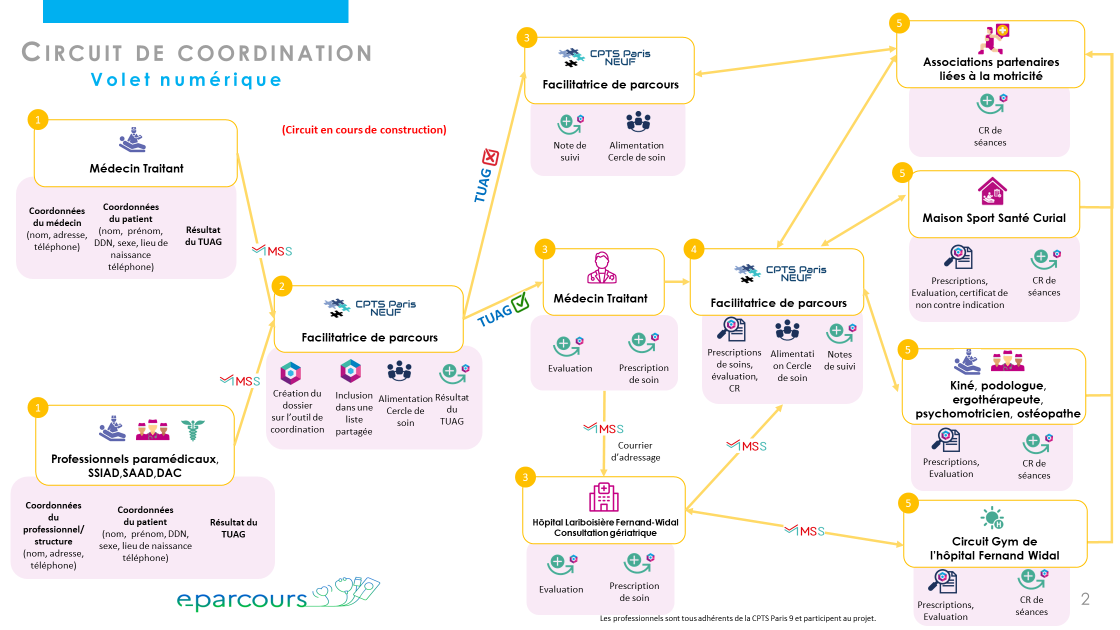 CIRCUIT DE COORDINATION
Volet numérique
(Circuit en cours de construction)
1
Médecin Traitant
Coordonnées
du médecin
(nom, adresse,
téléphone)
Coordonnées
du patient
(nom, prénom,
DDN, sexe, lieu de
naissance
téléphone)
Résultat
du TUAG
MSS
1
Professionnels paramédicaux,
SSIAD,SAAD,DAC
Coordonnées
du
professionnel/
structure
(nom, adresse,
téléphone)
Coordonnées
du patient
(nom, prénom, DDN,
sexe, lieu de naissance
téléphone)
Résultat du
TUAG
MSS
2
CPTS Paris
NEUF
Facilitatrice de parcours
Création du
dossier
sur l'outil de
coordination
Inclusion
dans une
liste
partagée
Alimentation
Cercle de
soin
Résultat
du
TUAG
TUAG
TUAG
3
CPTS Paris
NEUF
Facilitatrice de parcours
Note de
suivi
Alimentation
Cercle de soin
3
Médecin Traitant
Evaluation
Prescription
de soin
MSS
Courrier
d'adressage
3
Hôpital Lariboisière Fernand-Widal
Consultation gériatrique
Evaluation
Prescription
de soin
MSS
MSS
4
CPTS Paris
NEUF
Facilitatrice de parcours
Prescriptions
de soins,
évaluation,
CR
Alimentati
on Cercle
de soin
Notes
de suivi
5
Associations partenaires
liées à la motricité
CR de
séances
5
Maison Sport Santé Curial
Prescriptions,
Evaluation, certificat de
non contre indication
CR de
séances
5
Kiné, podologue,
ergothérapeute,
psychomotricien, ostéopathe
Prescriptions,
Evaluation
CR de
séances
5
H
Circuit Gym de
l'hôpital Fernand Widal
Prescriptions,
Evaluation
CR de
séances
eparcours
Les professionnels sont tous adhérents de la CPTS Paris 9 et participent au projet.
2